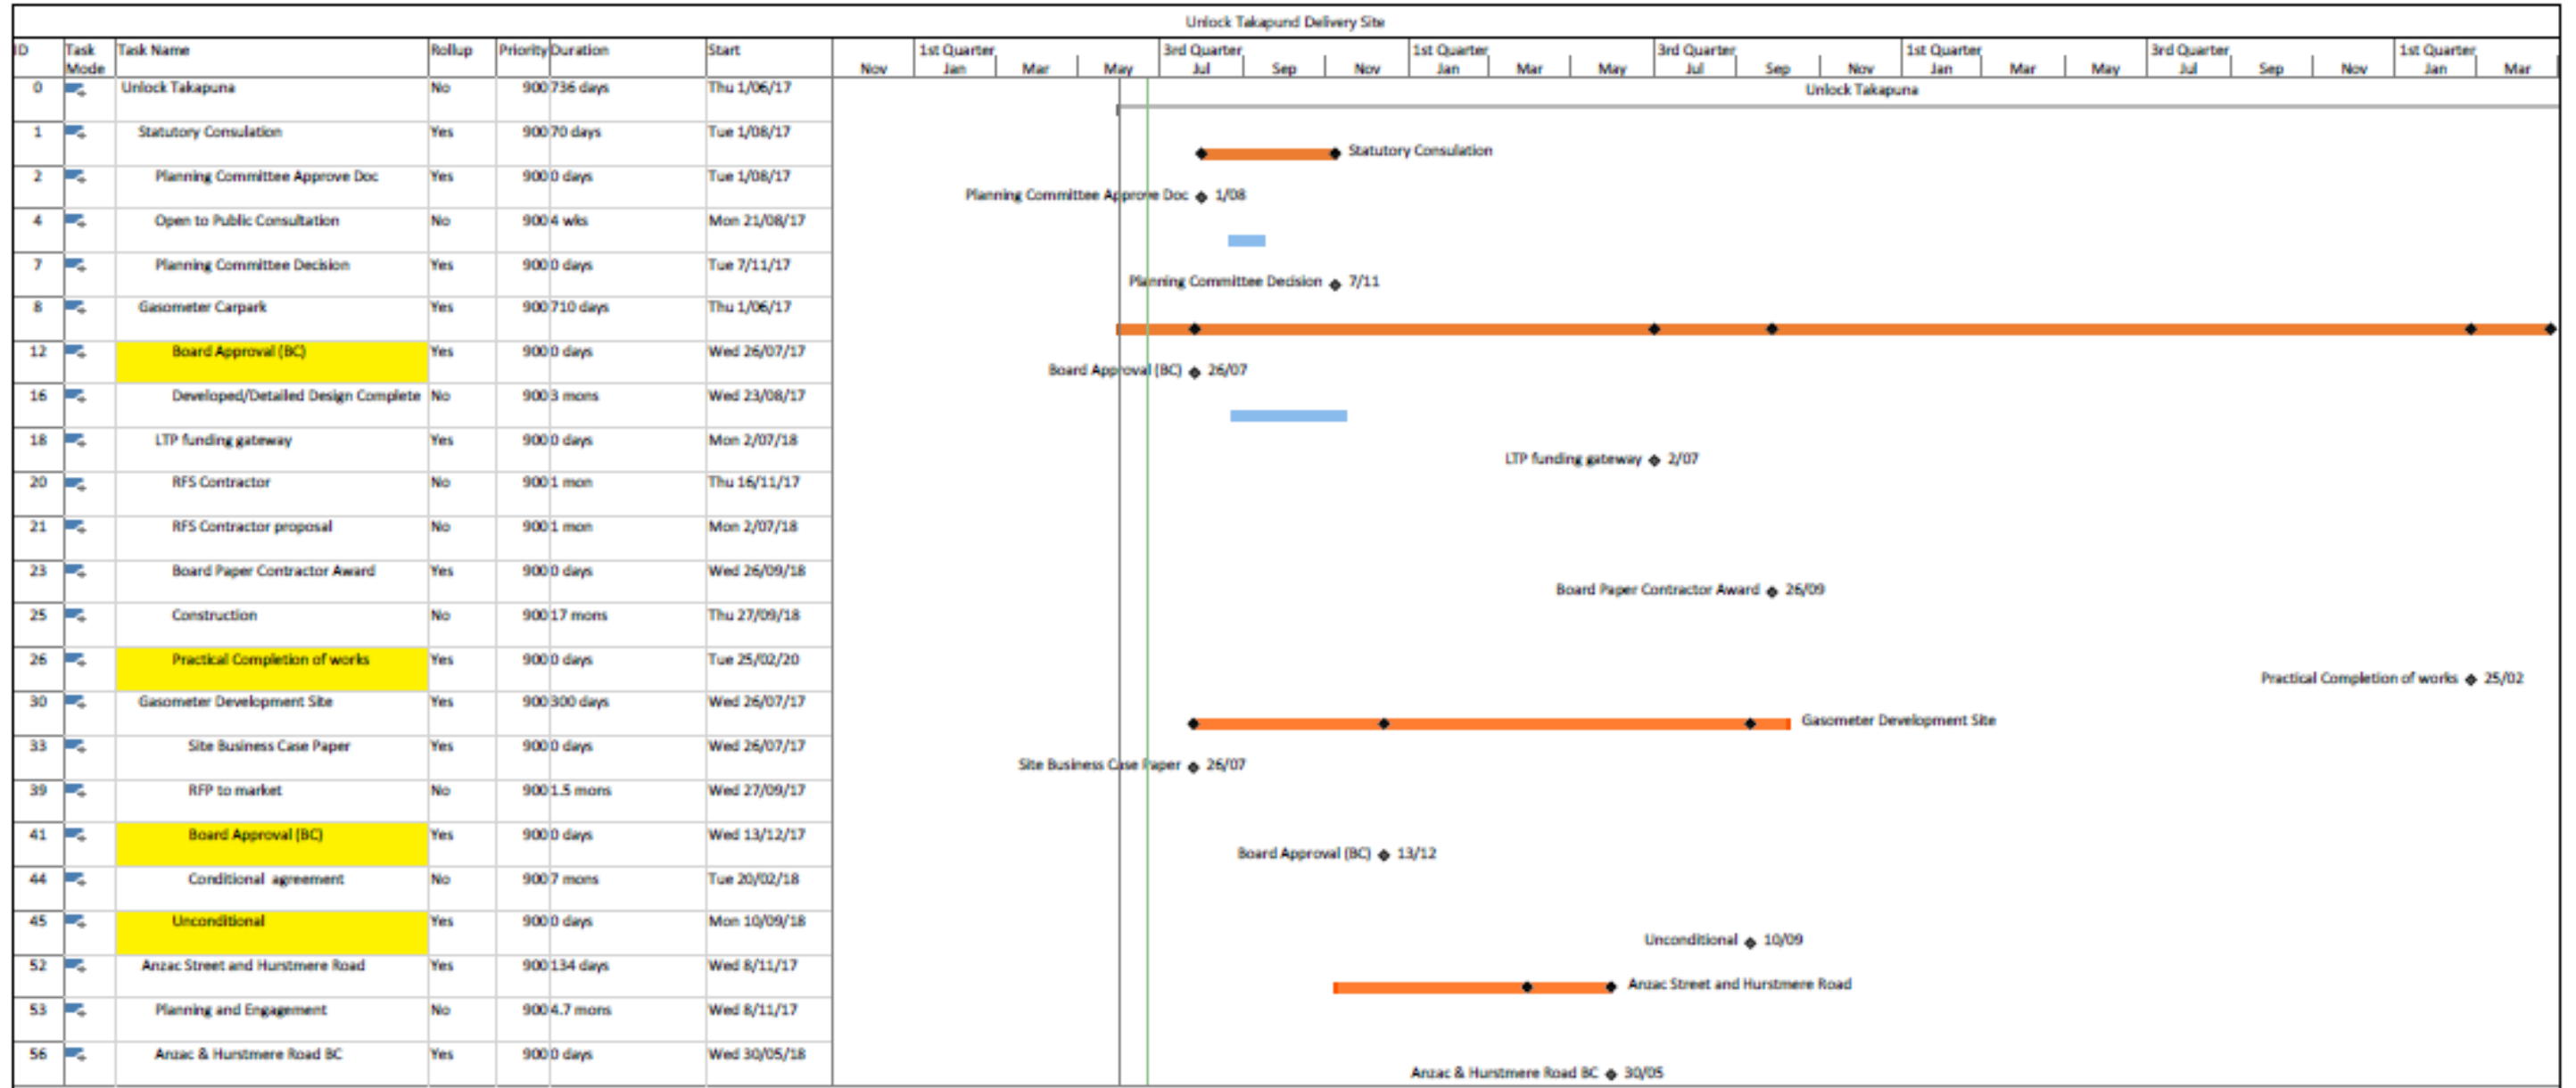 Unlock Takapund Delivery Site
ID Task Mode Task Name Rollup Priority Duration Start
1st Quarter 3rd Quarter 1st Quarter 3rd Quarter 1st Quarter 3rd Quarter 1st Quarter
Nov Jan Mar May Jul Sep Nov Jan Mar May Jul Sep Nov Jan Mar May Jul Sep Nov Jan Mar
0 Unlock Takapuna No 900 736 days Thu 1/06/17 Unlock Takapuna
1 Statutory Consulation Yes 900 70 days Tue 1/08/17 Statutory Consulation
2 Planning Committee Approve Doc Yes 900 0 days Tue 1/08/17 Planning Committee Approve Doc 1/08
4 Open to Public Consultation No 900 4 wks Mon 21/08/17
7 Planning Committee Decision Yes 900 0 days Tue 7/11/17 Planning Committee Decision 7/11
8 Gasometer Carpark Yes 900 710 days Thu 1/06/17
12 Board Approval (BC) Yes 900 0 days Wed 26/07/17 Board Approval (BC) 26/07
16 Developed/Detailed Design Complete No 900 3 mons Wed 23/08/17
18 LTP funding gateway Yes 900 0 days Mon 2/07/18 LTP funding gateway 2/07
20 RFS Contractor No 900 1 mon Thu 16/11/17
21 RFS Contractor proposal No 900 1 mon Mon 2/07/18
23 Board Paper Contractor Award Yes 900 0 days Wed 26/09/18 Board Paper Contractor Award 26/09
25 Construction No 900 17 mons Thu 27/09/18
26 Practical Completion of works Yes 900 0 days Tue 25/02/20 Practical Completion of works 25/02
30 Gasometer Development Site Yes 900 300 days Wed 26/07/17 Gasometer Development Site
33 Site Business Case Paper Yes 900 0 days Wed 26/07/17 Site Business Case Paper 26/07
39 RFP to market No 900 1.5 mons Wed 27/09/17
41 Board Approval (BC) Yes 900 0 days Wed 13/12/17 Board Approval (BC) 13/12
44 Conditional agreement No 900 7 mons Tue 20/02/18
45 Unconditional Yes 900 0 days Mon 10/09/18 Unconditional 10/09
52 Anzac Street and Hurstmere Road Yes 900 134 days Wed 8/11/17 Anzac Street and Hurstmere Road
53 Planning and Engagement No 900 4.7 mons Wed 8/11/17
56 Anzac & Hurstmere Road BC Yes 900 0 days Wed 30/05/18 Anzac & Hurstmere Road BC 30/05